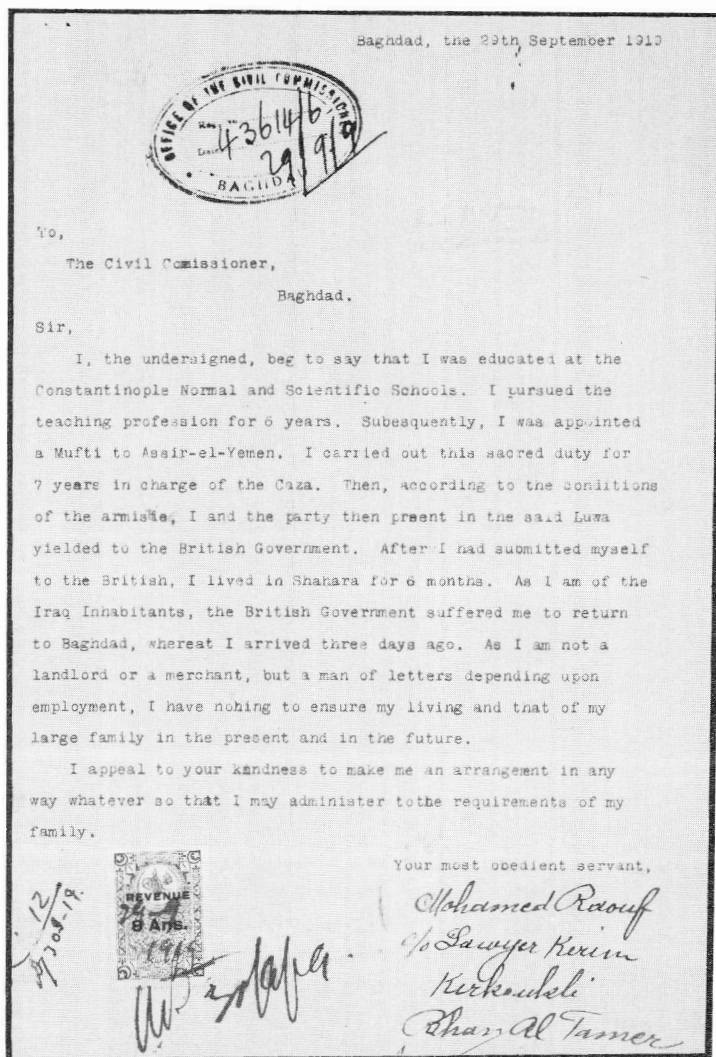 Baghdad, the 29th September 1919
OFFICE OF THE CIVIL COMMISSIONER
43614/6
29/9/9
BAGHDAD
To,
The Civil Comissioner,
Baghdad.
Sir,
I, the undersigned, beg to say that I was educated at the
Constantinople Normal and Scientific Schools. I pursued the
teaching profession for 6 years. Subesquently, I was appointed
a Mufti to Assir-el-Yemen. I carried out this sacred duty for
7 years in charge of the Caza. Then, according to the conditions
of the armistie, I and the party then present in the said Luwa
yielded to the British Government. After I had submitted myself
to the British, I lived in Shahara for 6 months. As I am of the
Iraq Inhabitants, the British Government suffered me to return
to Baghdad, whereat I arrived three days ago. As I am not a
landlord or a merchant, but a man of letters depending upon
employment, I have nohing to ensure my living and that of my
large family in the present and in the future.
I appeal to your kindness to make me an arrangement in any
way whatever so that I may administer tothe requirements of my
family.
Your most obedient servant,
REVENUE
8 Ans.
Mohamed Raouf
c/o Lawyer Kerim
Kirkoukli
Khan Al Tamer